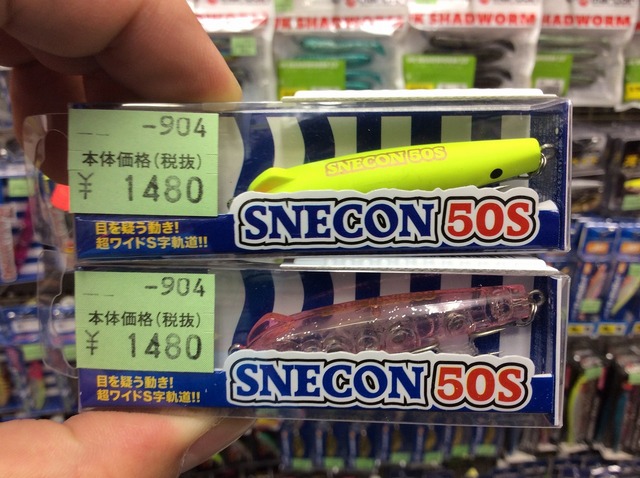 UK SHADWORM
SHADWORM
-904
本体価格(税抜)
¥ 1480
目を疑う動き!
超ワイドS字軌道!!
SNECON 50S
SNECON 50S
-904
本体価格(税抜)
¥ 1480
目を疑う動き!
超ワイドS字軌道!!
SNECON 50S